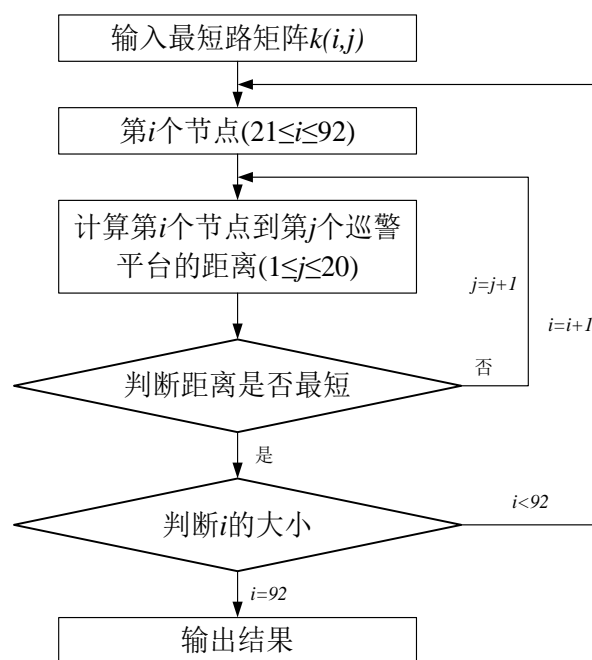 输入最短路矩阵k(i,j)
第i个节点(21≤i≤92)
计算第i个节点到第j个巡警
平台的距离(1≤j≤20)
j=j+1
i=i+1
判断距离是否最短
否
是
判断i的大小
i<92
i=92
输出结果